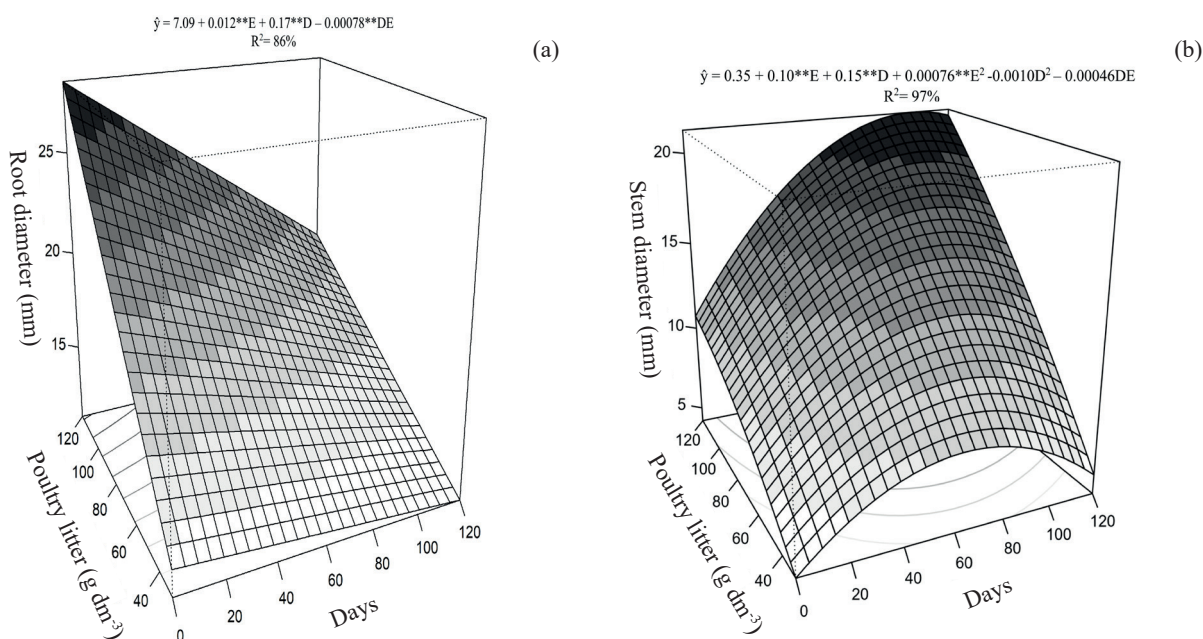 ŷ = 7.09 + 0.012**E + 0.17**D – 0.00078**DE
R²= 86%
(a)
Root diameter (mm)
25
20
15
120
100
80
60
40
Poultry litter (g dm⁻³)
0
20
40
60
80
100
120
Days
(b)
ŷ = 0.35 + 0.10**E + 0.15**D + 0.00076**E² -0.0010D² – 0.00046DE
R²= 97%
Stem diameter (mm)
20
15
10
5
120
100
80
60
40
Poultry litter (g dm⁻³)
0
20
40
60
80
100
120
Days